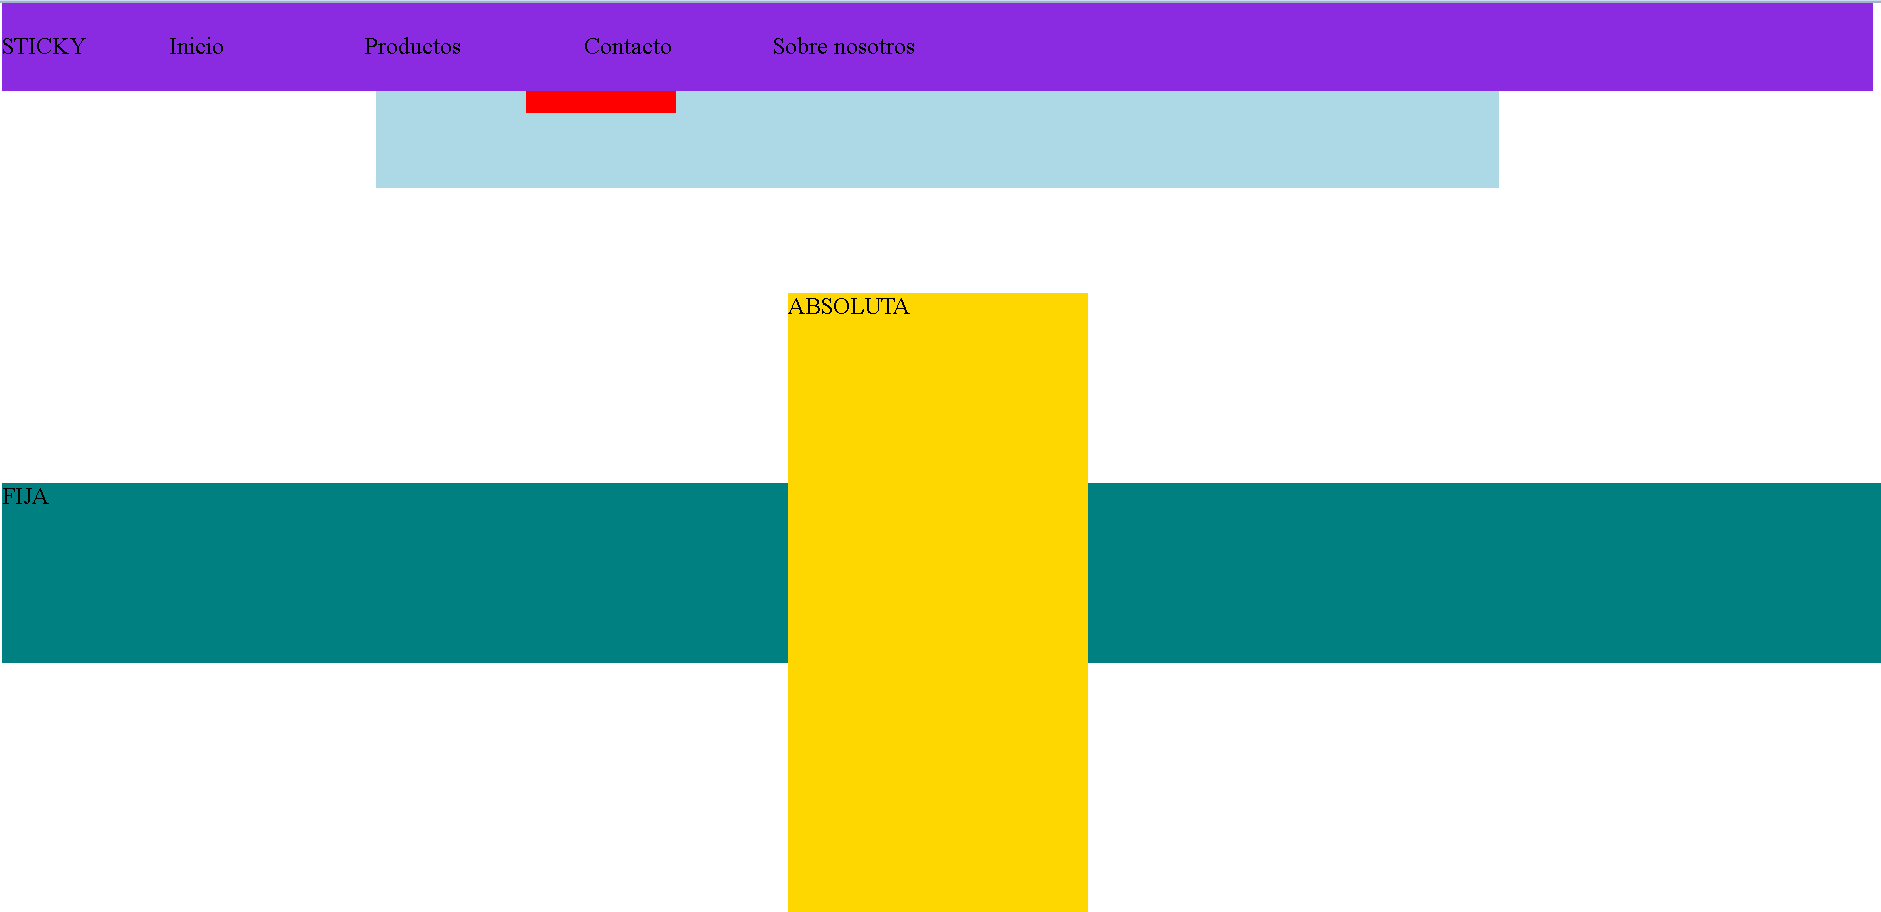 STICKY Inicio Productos Contacto Sobre nosotros
ABSOLUTA
FIJA